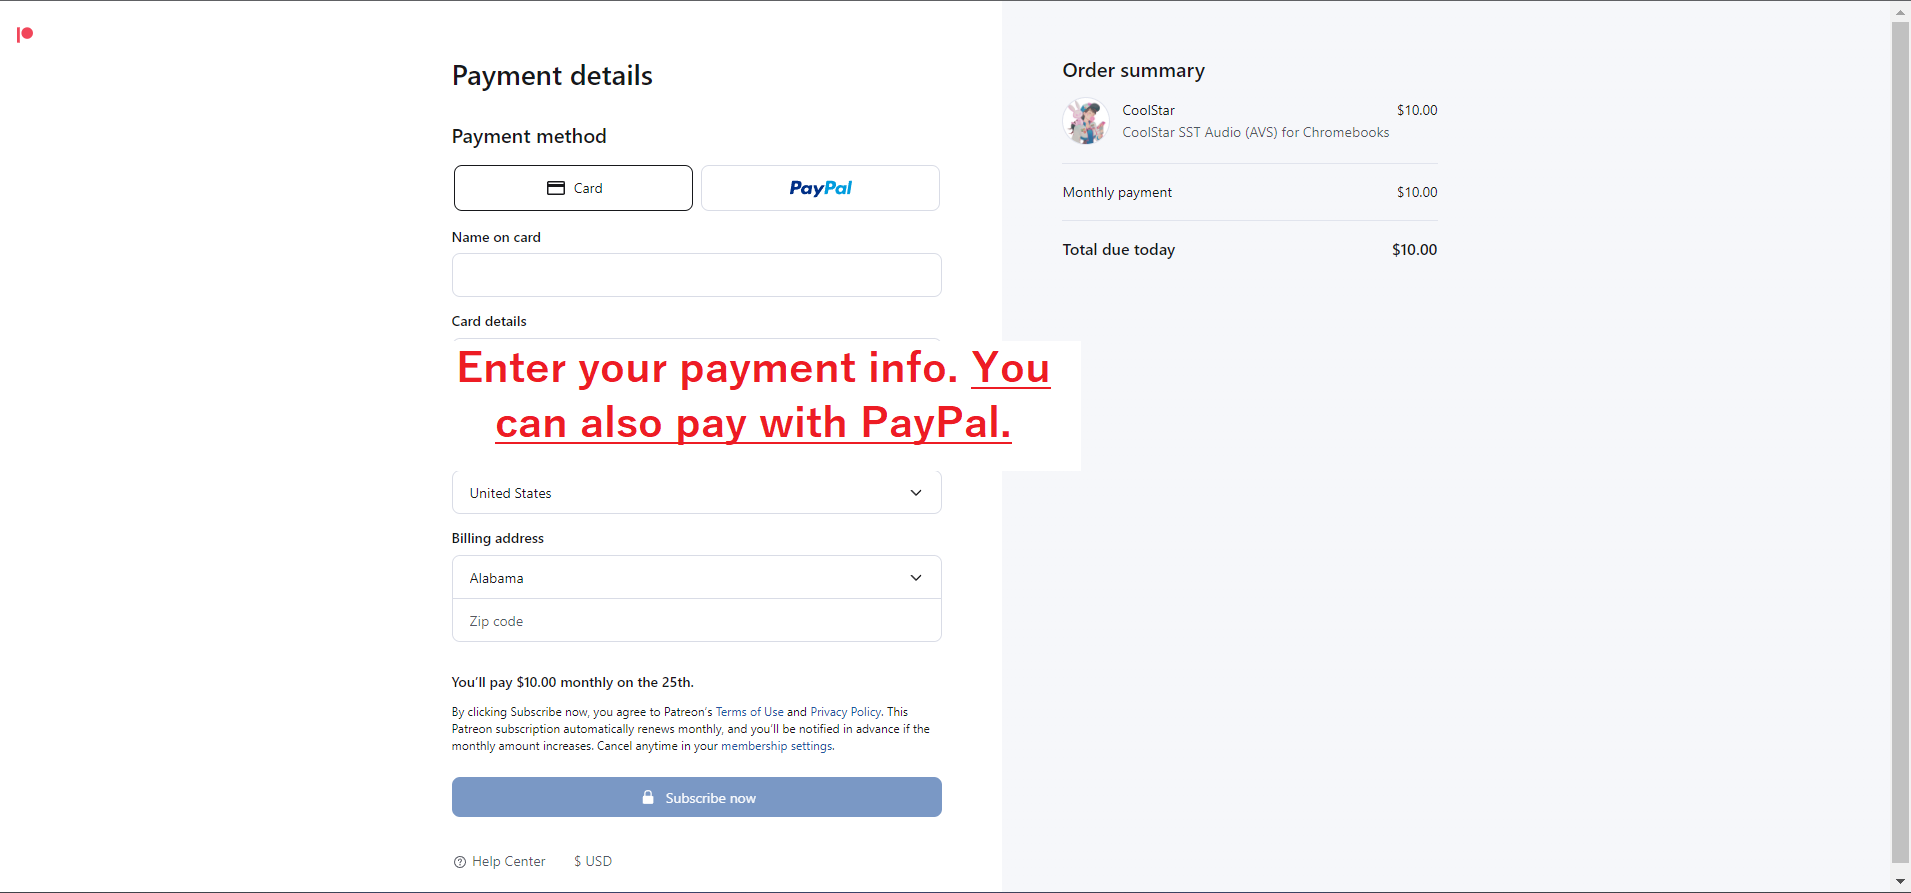 Payment details
Payment method
Card
PayPal
Name on card
Card details
Enter your payment info. You
can also pay with PayPal.
United States
Billing address
Alabama
Zip code
You'll pay $10.00 monthly on the 25th.
By clicking Subscribe now, you agree to Patreon's Terms of Use and Privacy Policy. This
Patreon subscription automatically renews monthly, and you'll be notified in advance if the
monthly amount increases. Cancel anytime in your membership settings.
Subscribe now
Help Center
$ USD
Order summary
CoolStar $10.00
CoolStar SST Audio (AVS) for Chromebooks
Monthly payment $10.00
Total due today $10.00